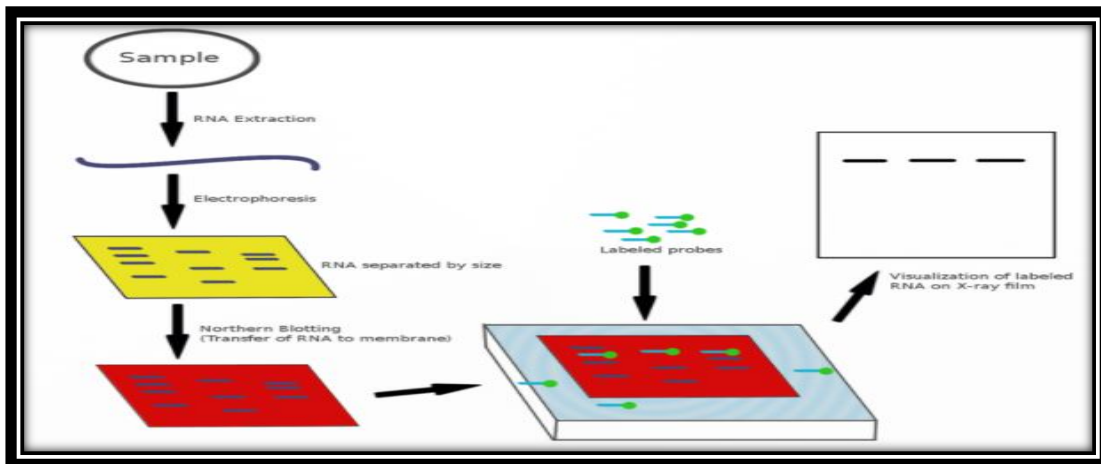 Sample
RNA Extraction
Electrophoresis
RNA separated by size
Northern Blotting
(Transfer of RNA to membrane)
Labeled probes
Visualization of labeled
RNA on X-ray film